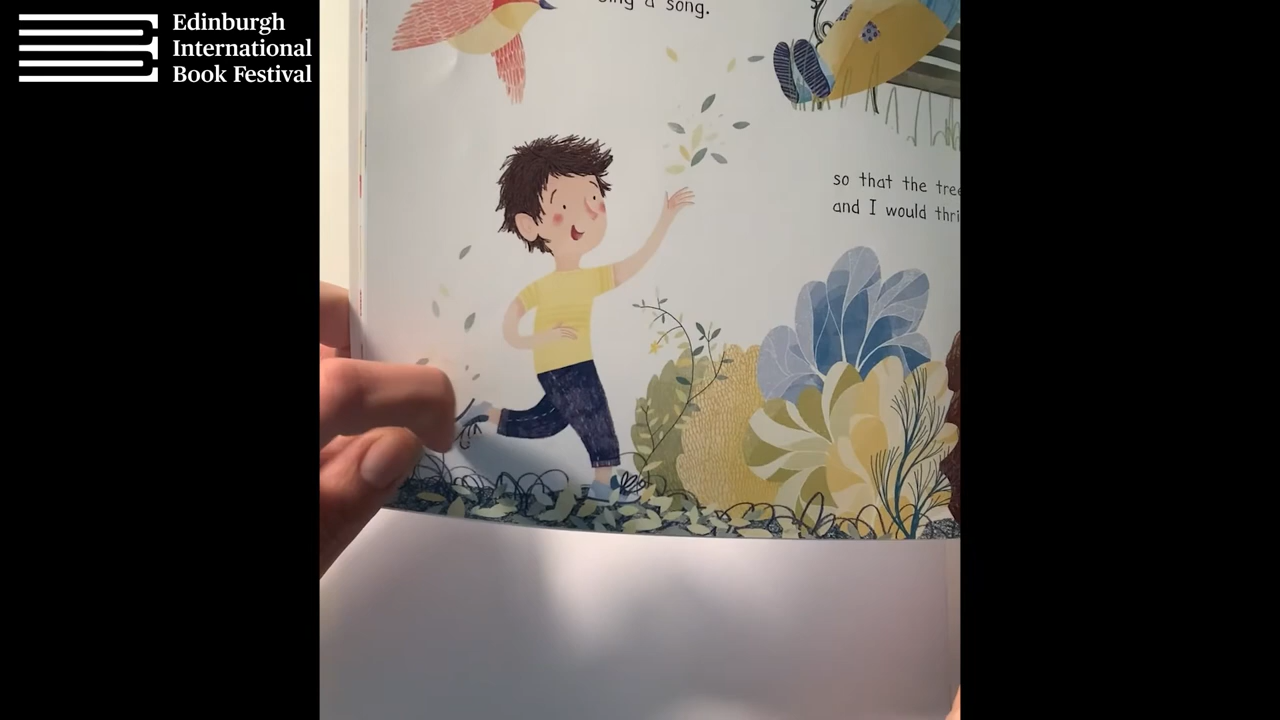 Edinburgh
International
Book Festival
a song.
so that the
and I would